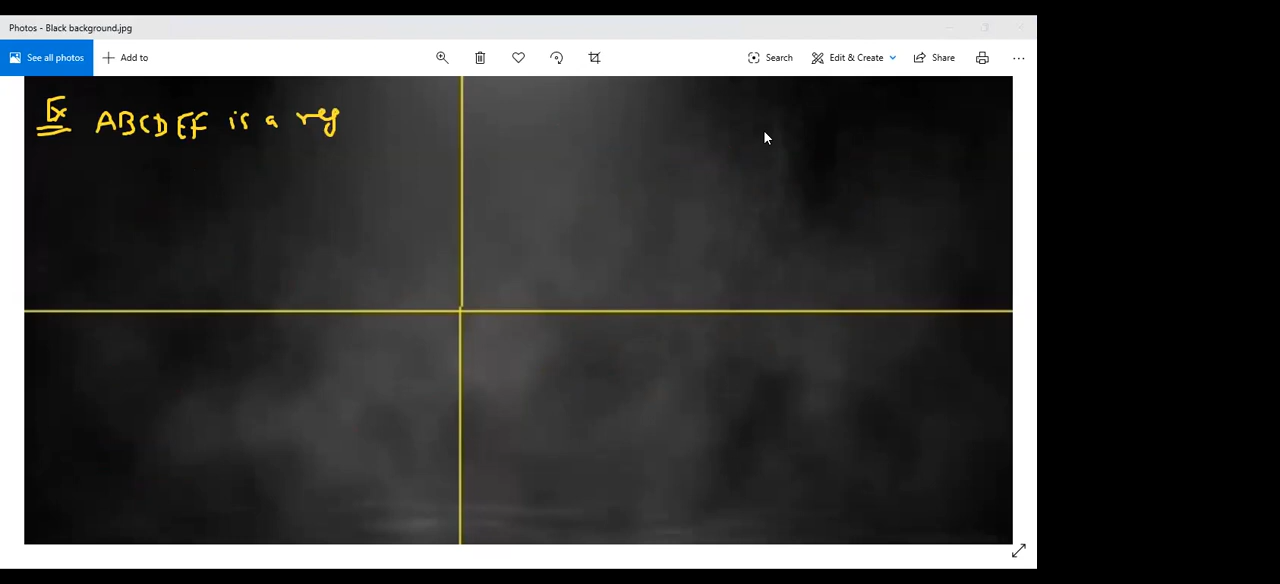 Photos - Black background.jpg
See all photos
Add to
Search
Edit & Create
Share
Ex ABCDEF is a reg